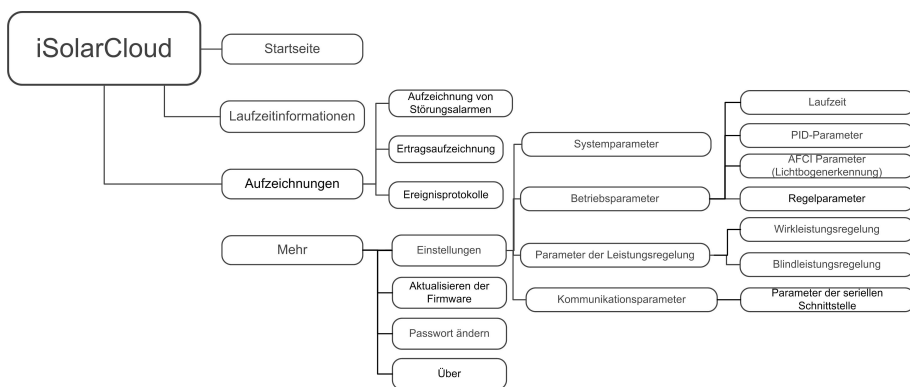 iSolarCloud
Startseite
Laufzeitinformationen
Aufzeichnungen
Aufzeichnung von
Störungsalarmen
Ertragsaufzeichnung
Ereignisprotokolle
Mehr
Einstellungen
Aktualisieren der
Firmware
Passwort ändern
Über
Systemparameter
Betriebsparameter
Parameter der Leistungsregelung
Kommunikationsparameter
Laufzeit
PID-Parameter
AFCI Parameter
(Lichtbogenerkennung)
Regelparameter
Wirkleistungsregelung
Blindleistungsregelung
Parameter der seriellen
Schnittstelle